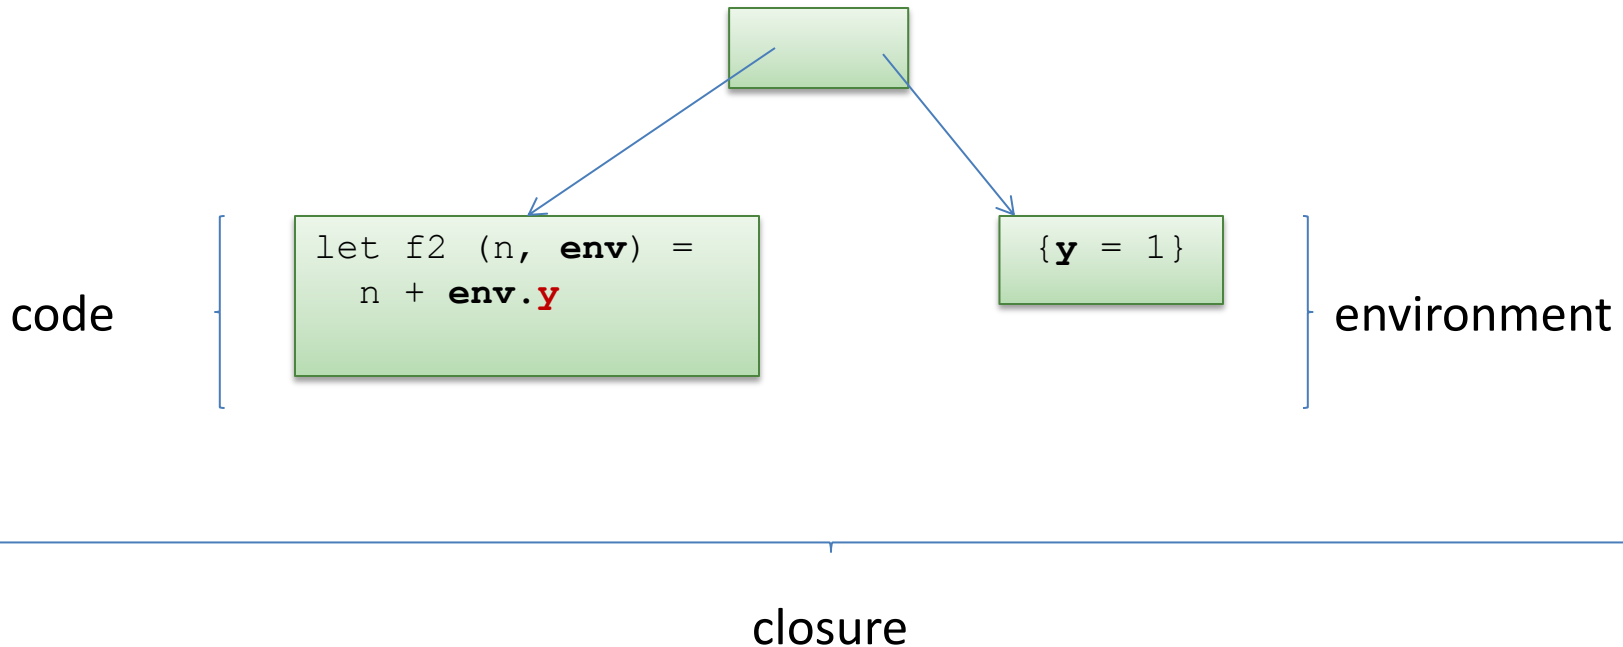 let f2 (n, env) =
n + env.y
{y = 1}
code
environment
closure